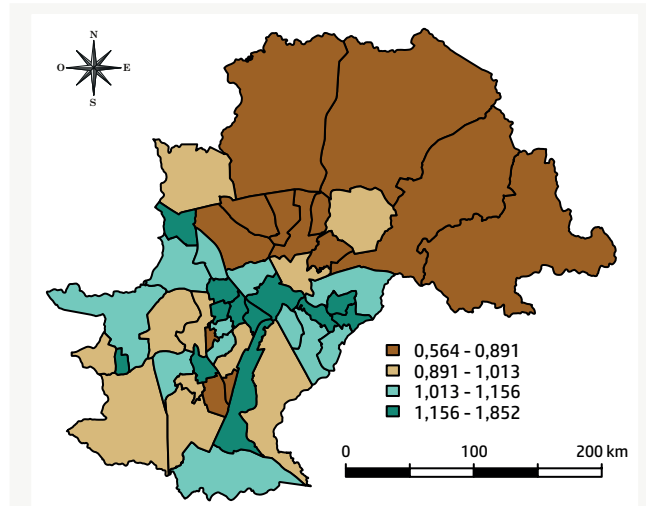 N
O E
S
0,564 - 0,891
0,891 - 1,013
1,013 - 1,156
1,156 - 1,852
0 100 200 km